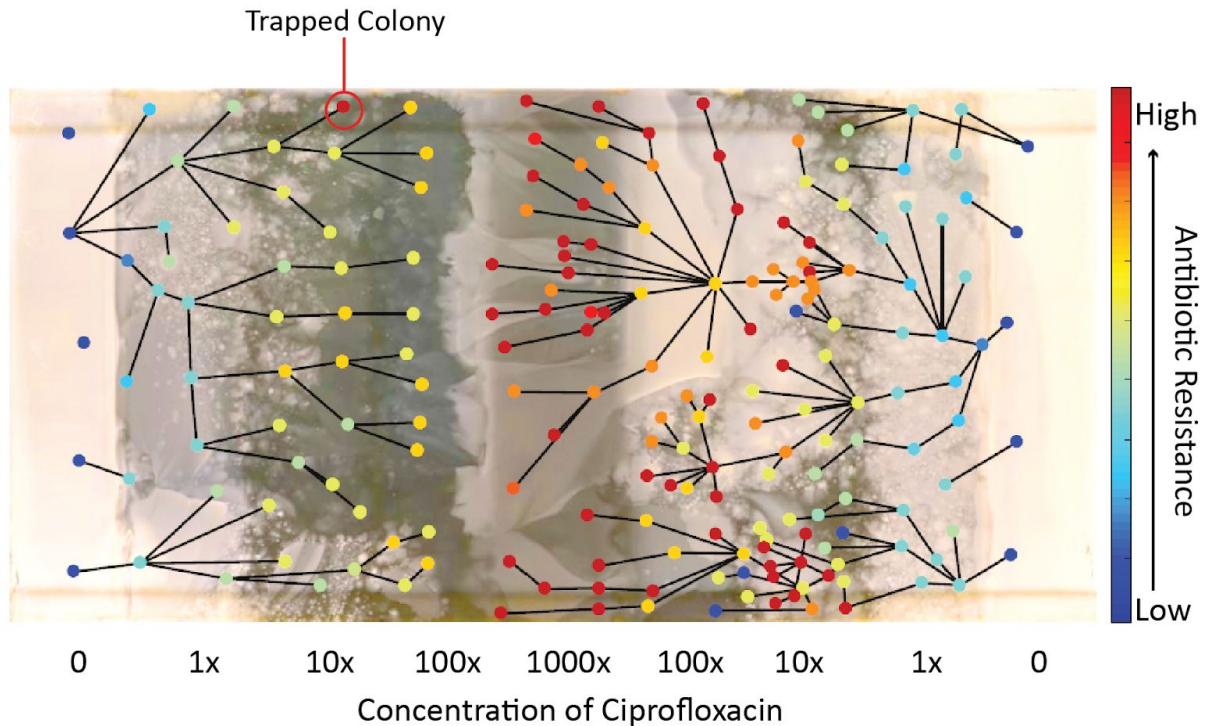 Trapped Colony
High
Antibiotic Resistance
Low
0 1x 10x 100x 1000x 100x 10x 1x 0
Concentration of Ciprofloxacin